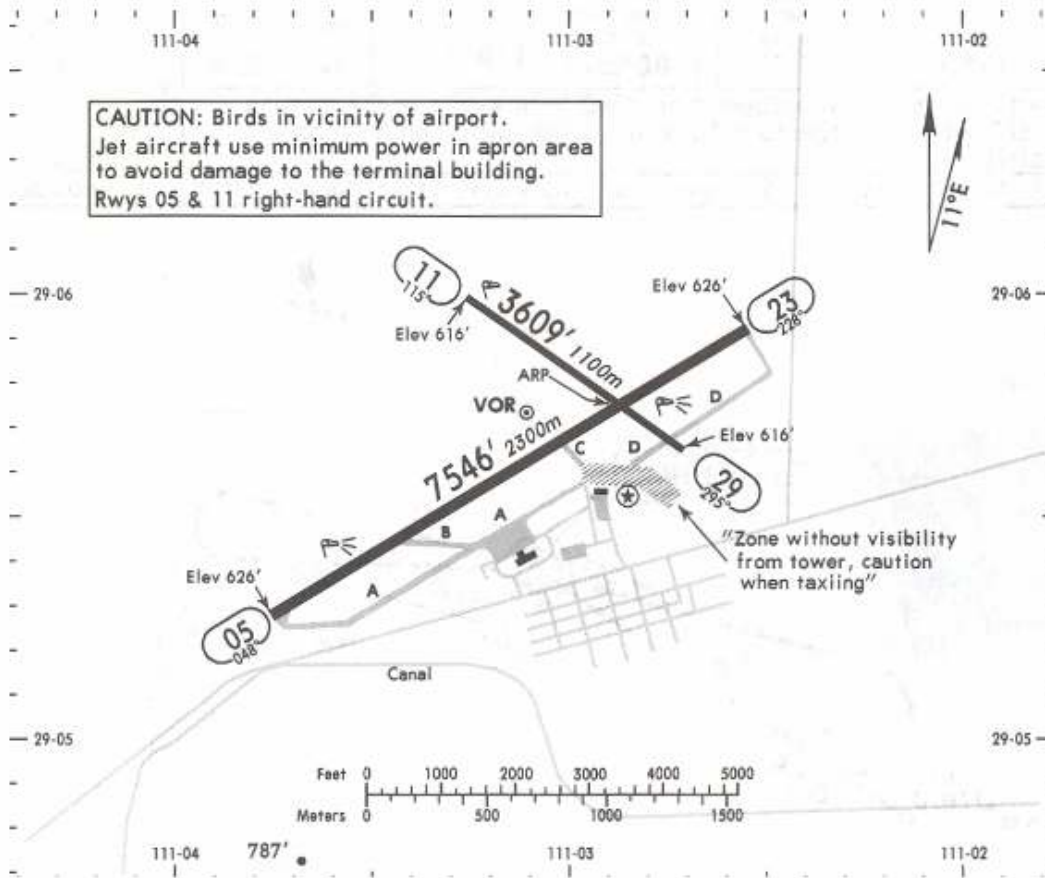 111-04
111-03
111-02
CAUTION: Birds in vicinity of airport.
Jet aircraft use minimum power in apron area
to avoid damage to the terminal building.
Rwys 05 & 11 right-hand circuit.
11°E
29-06
29-06
11
115°
Elev 616'
3609'
1100m
Elev 626'
23
228°
ARP
VOR
D
7546'
2300m
C
D
Elev 616'
29
295°
A
B
"Zone without visibility
from tower, caution
when taxiing"
Elev 626'
A
05
048°
Canal
29-05
29-05
Feet 0 1000 2000 3000 4000 5000
Meters 0 500 1000 1500
787'
111-04
111-03
111-02